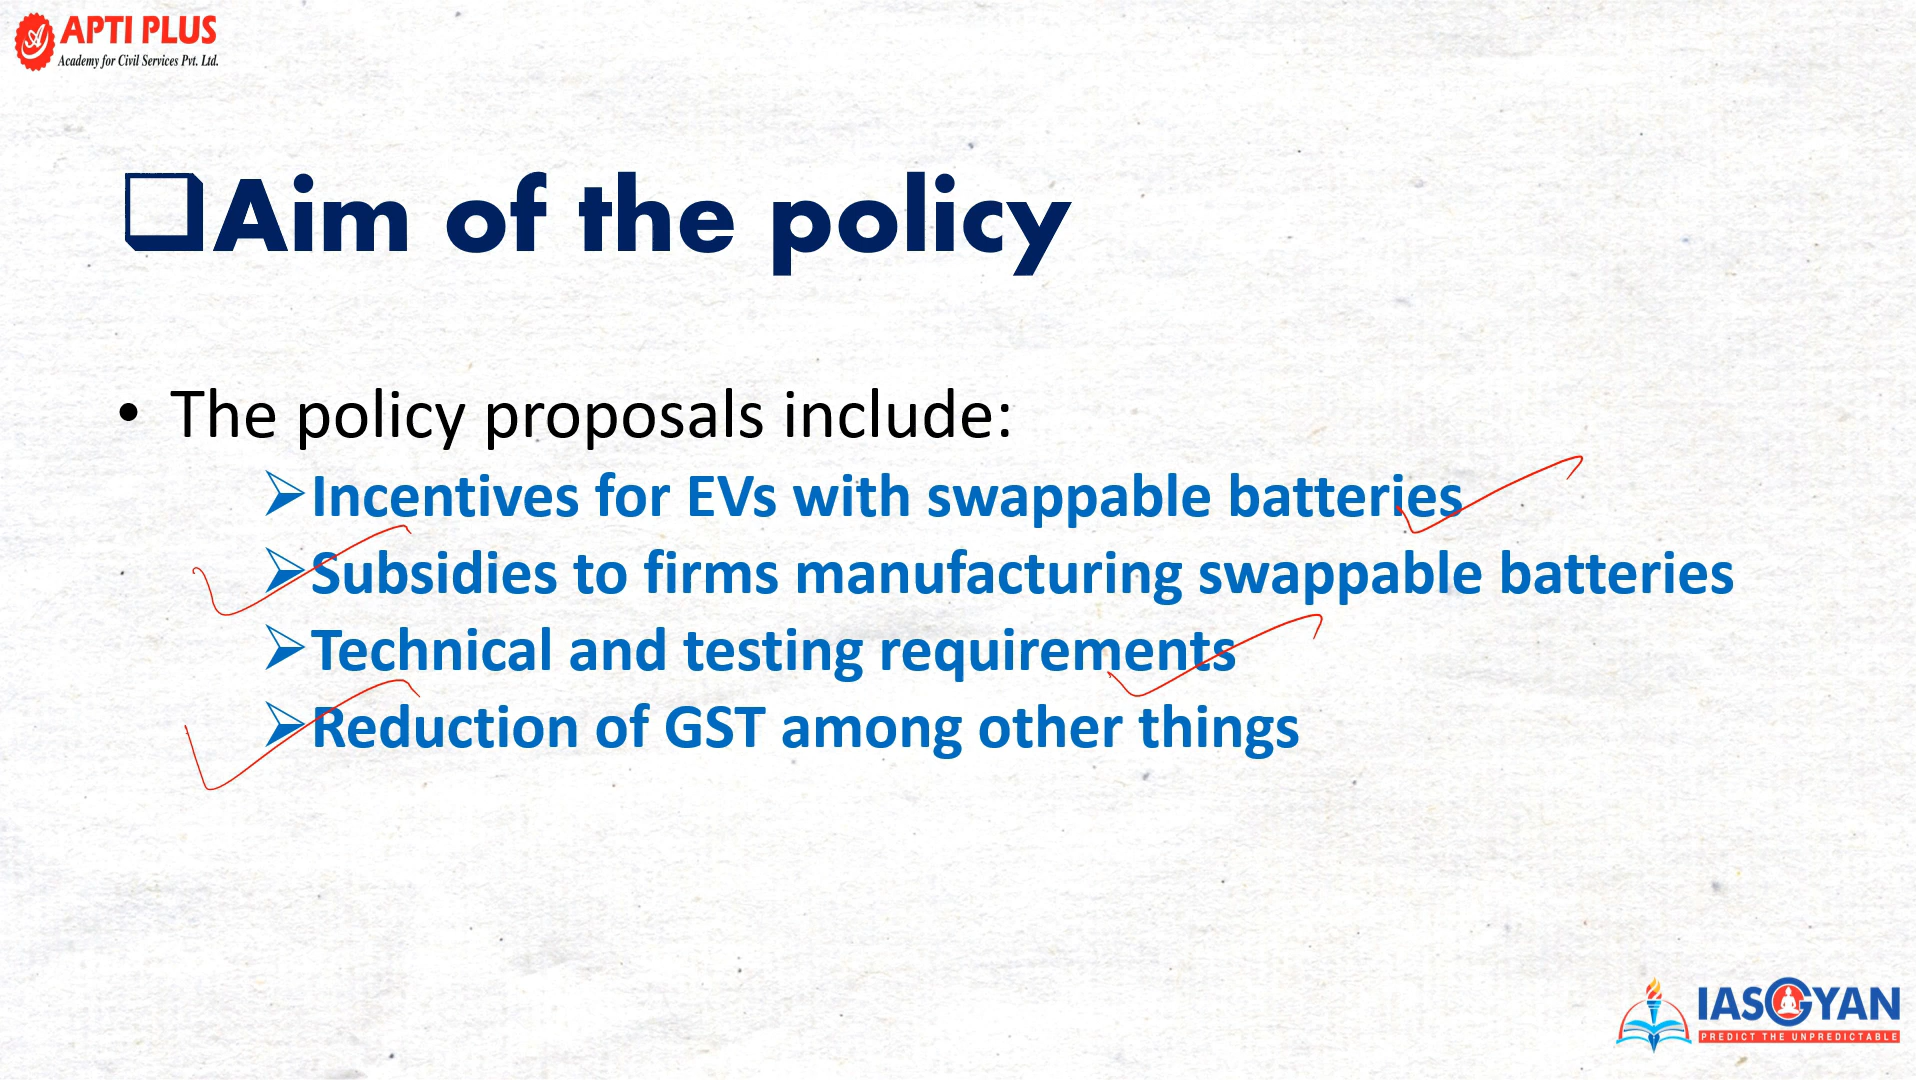 APTI PLUS
Academy for Civil Services Pvt. Ltd.
❑Aim of the policy
• The policy proposals include:
➢Incentives for EVs with swappable batteries
➢Subsidies to firms manufacturing swappable batteries
➢Technical and testing requirements
➢Reduction of GST among other things
IASGYAN
PREDICT THE UNPREDICTABLE